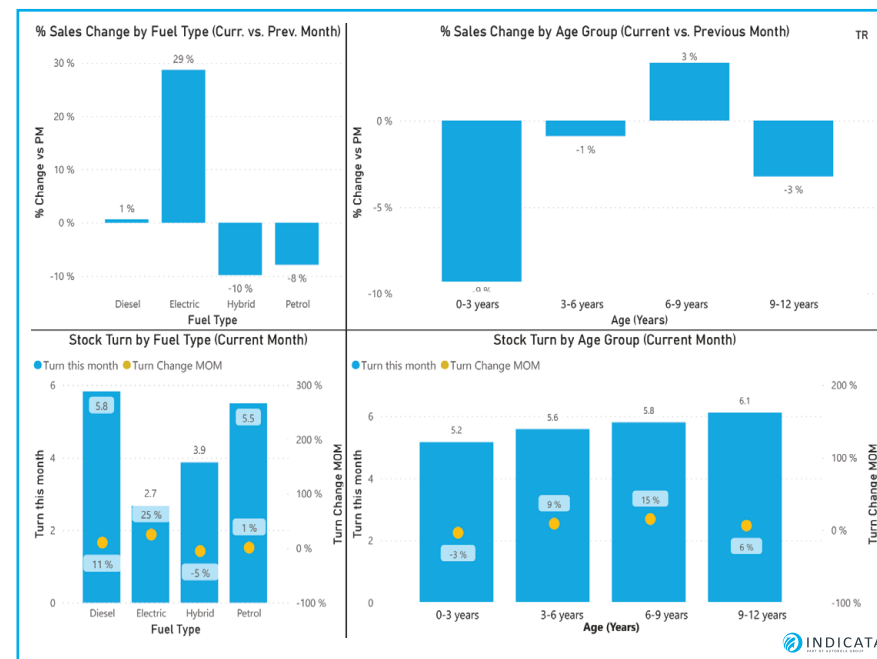 % Sales Change by Fuel Type (Curr. vs. Prev. Month)
% Change vs PM
30 %
20 %
10 %
0 %
-10 %
1 %
29 %
-10 %
-8 %
Diesel
Electric
Hybrid
Petrol
Fuel Type
% Sales Change by Age Group (Current vs. Previous Month)
TR
% Change vs PM
0 %
-5 %
-10 %
-1 %
3 %
-3 %
0-3 years
3-6 years
6-9 years
9-12 years
Age (Years)
Stock Turn by Fuel Type (Current Month)
Turn this month
Turn Change MOM
Turn this month
6
4
2
0
5.8
2.7
3.9
5.5
11 %
25 %
-5 %
1 %
300 %
200 %
100 %
0 %
-100 %
Turn Change MOM
Diesel
Electric
Hybrid
Petrol
Fuel Type
Stock Turn by Age Group (Current Month)
Turn this month
Turn Change MOM
Turn this month
6
4
2
0
5.2
5.6
5.8
6.1
-3 %
9 %
15 %
6 %
200 %
100 %
0 %
-100 %
Turn Change MOM
0-3 years
3-6 years
6-9 years
9-12 years
Age (Years)
INDICATA
PART OF AUTOROLA GROUP